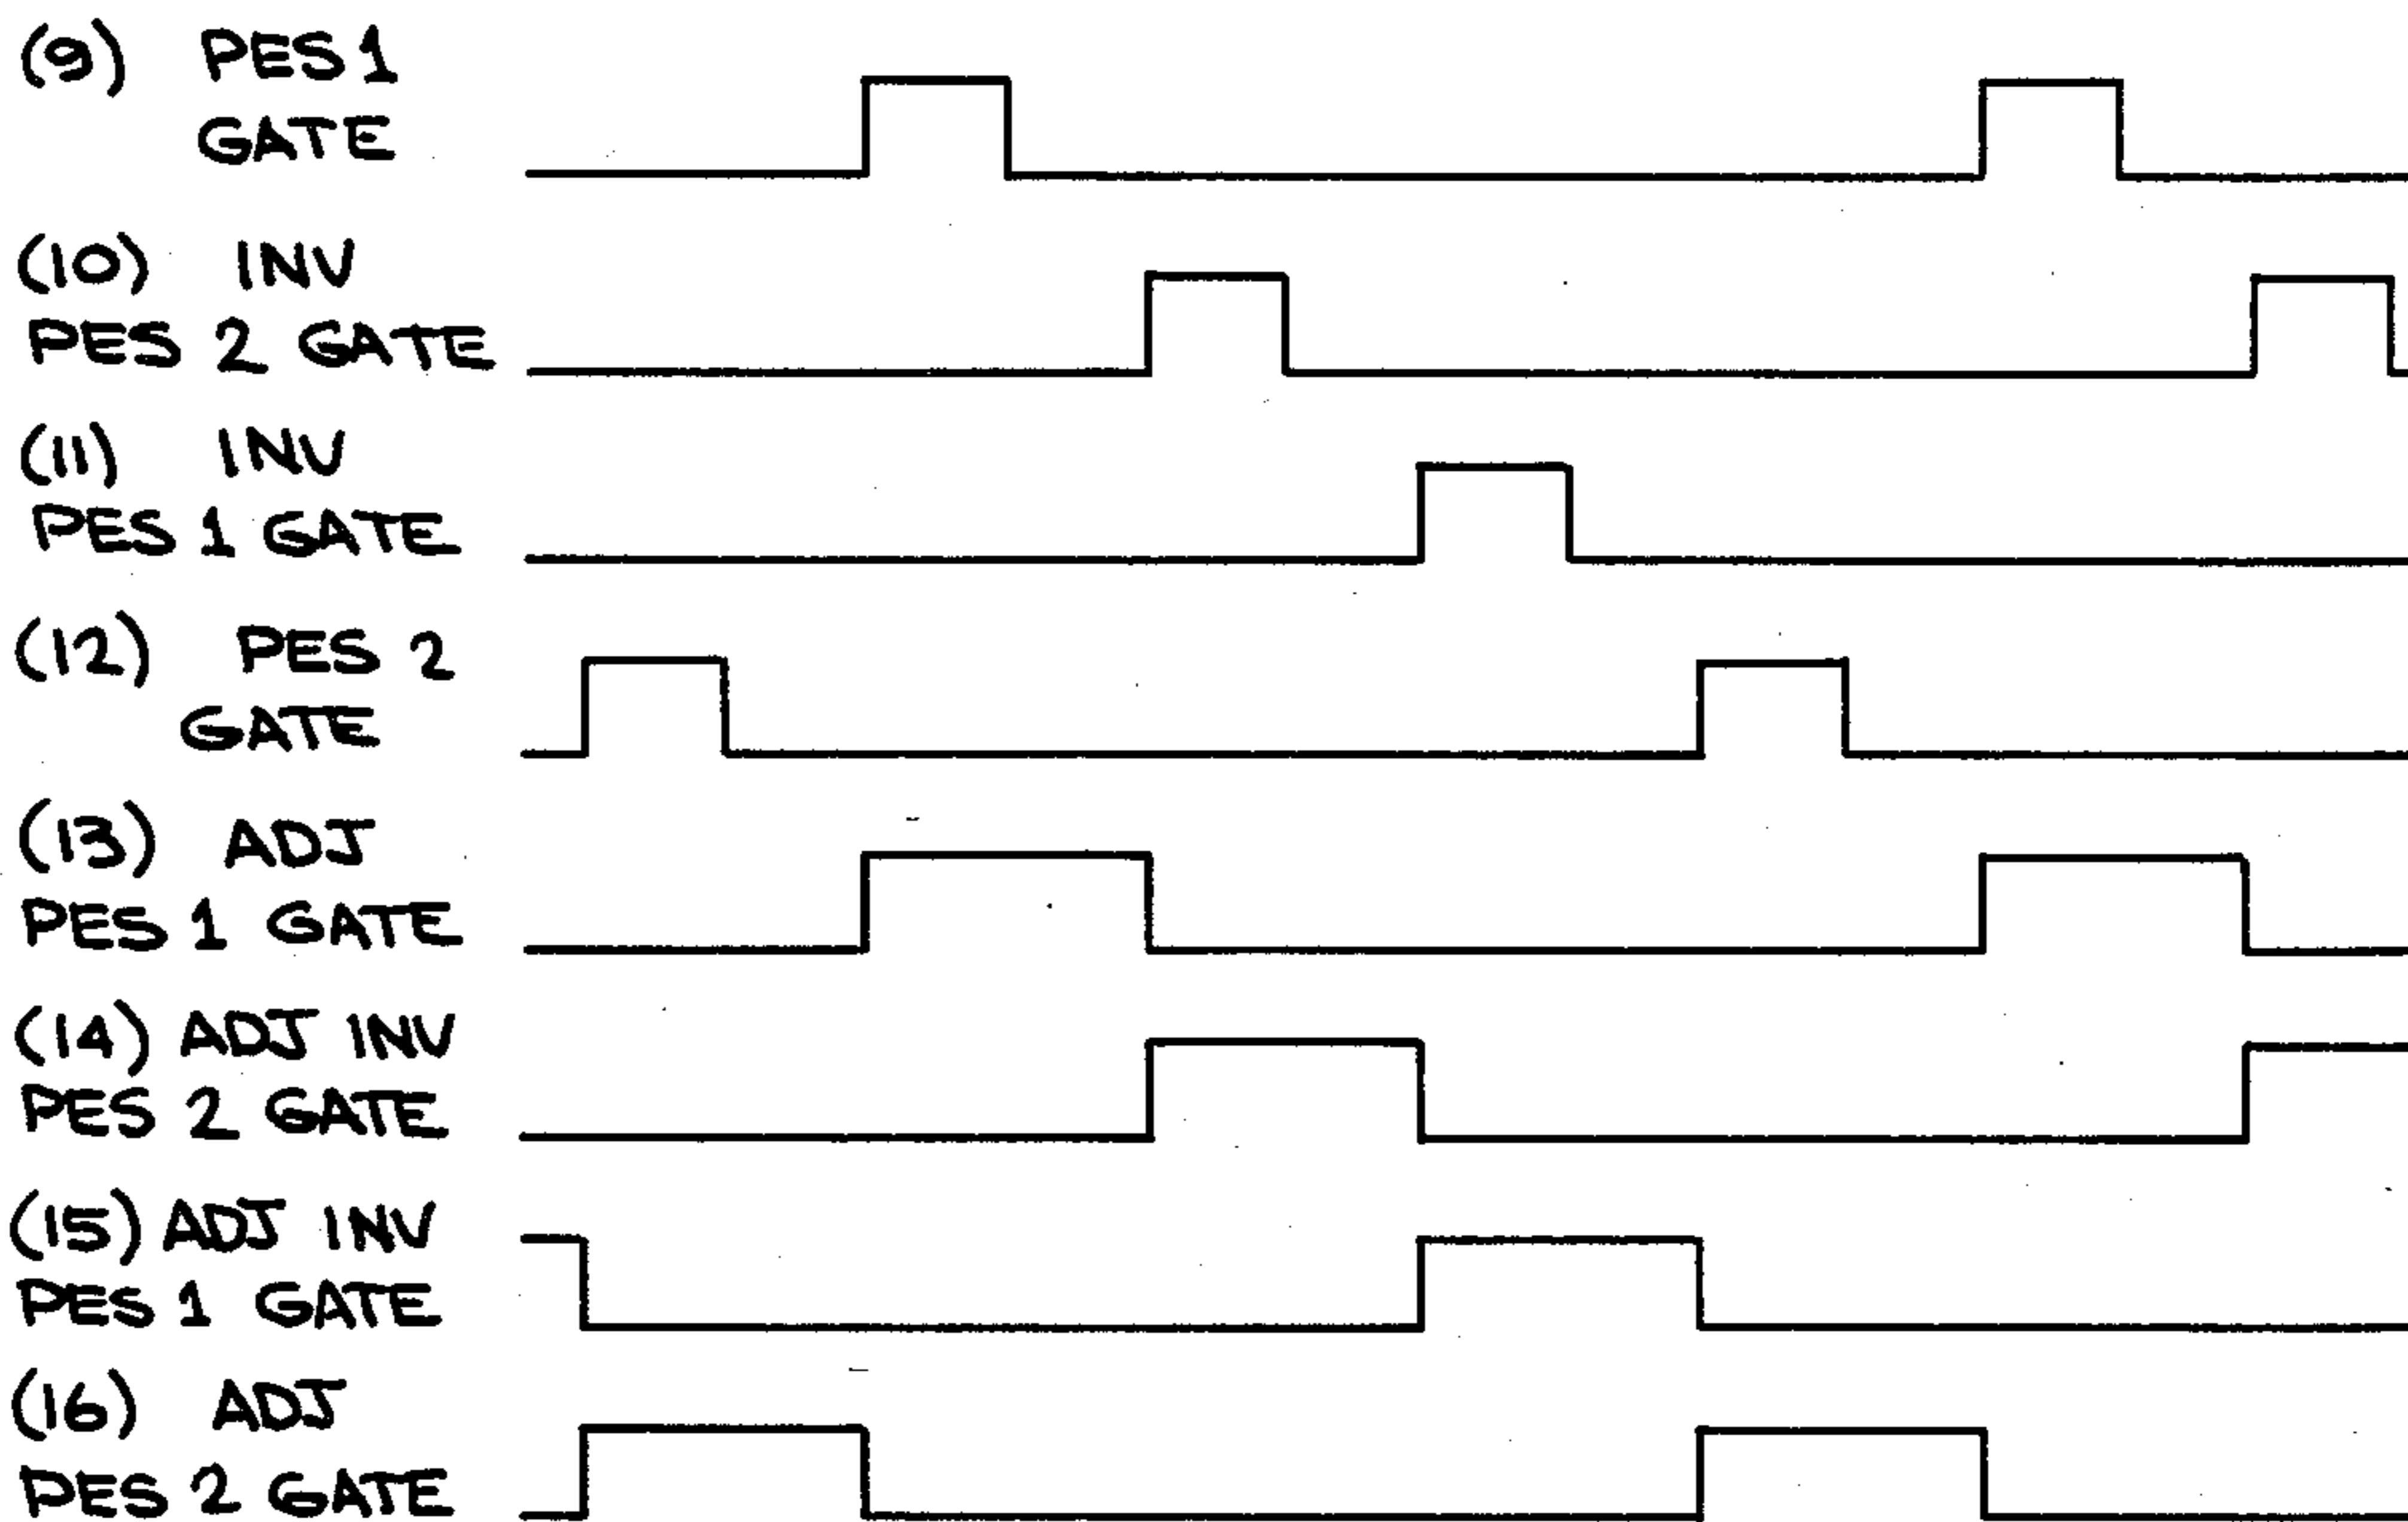 (9) PES 1
GATE
(10) INV
PES 2 GATE
(11) INV
PES 1 GATE
(12) PES 2
GATE
(13) ADJ
PES 1 GATE
(14) ADJ INV
PES 2 GATE
(15) ADJ INV
PES 1 GATE
(16) ADJ
PES 2 GATE